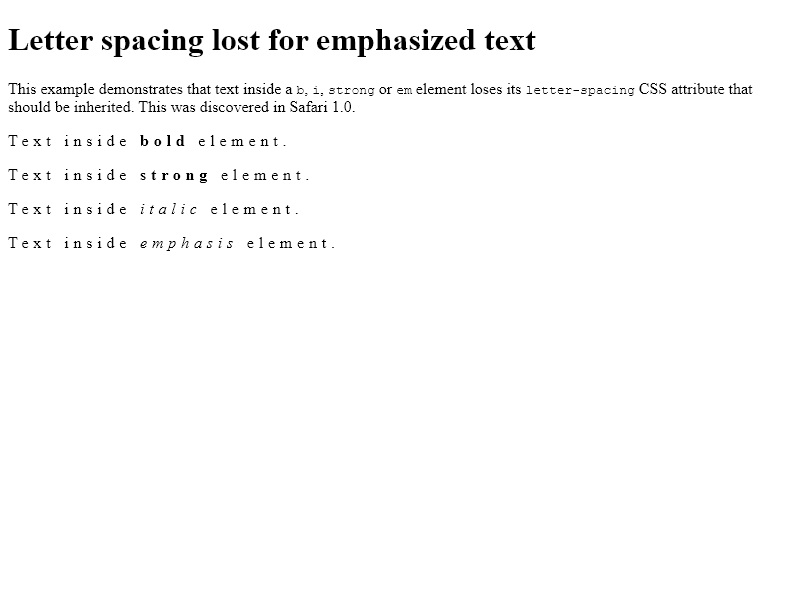 Letter spacing lost for emphasized text
This example demonstrates that text inside a b, i, strong or em element loses its letter-spacing CSS attribute that
should be inherited. This was discovered in Safari 1.0.
Text inside bold element.
Text inside strong element.
Text inside italic element.
Text inside emphasis element.